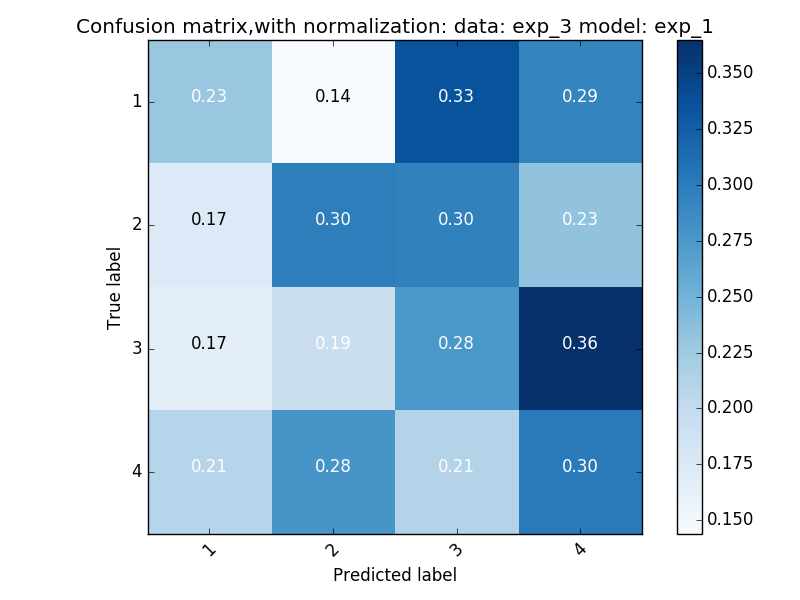 Confusion matrix,with normalization: data: exp_3 model: exp_1
True label
1 0.23 0.14 0.33 0.29
2 0.17 0.30 0.30 0.23
3 0.17 0.19 0.28 0.36
4 0.21 0.28 0.21 0.30
1 2 3 4
Predicted label
0.350
0.325
0.300
0.275
0.250
0.225
0.200
0.175
0.150